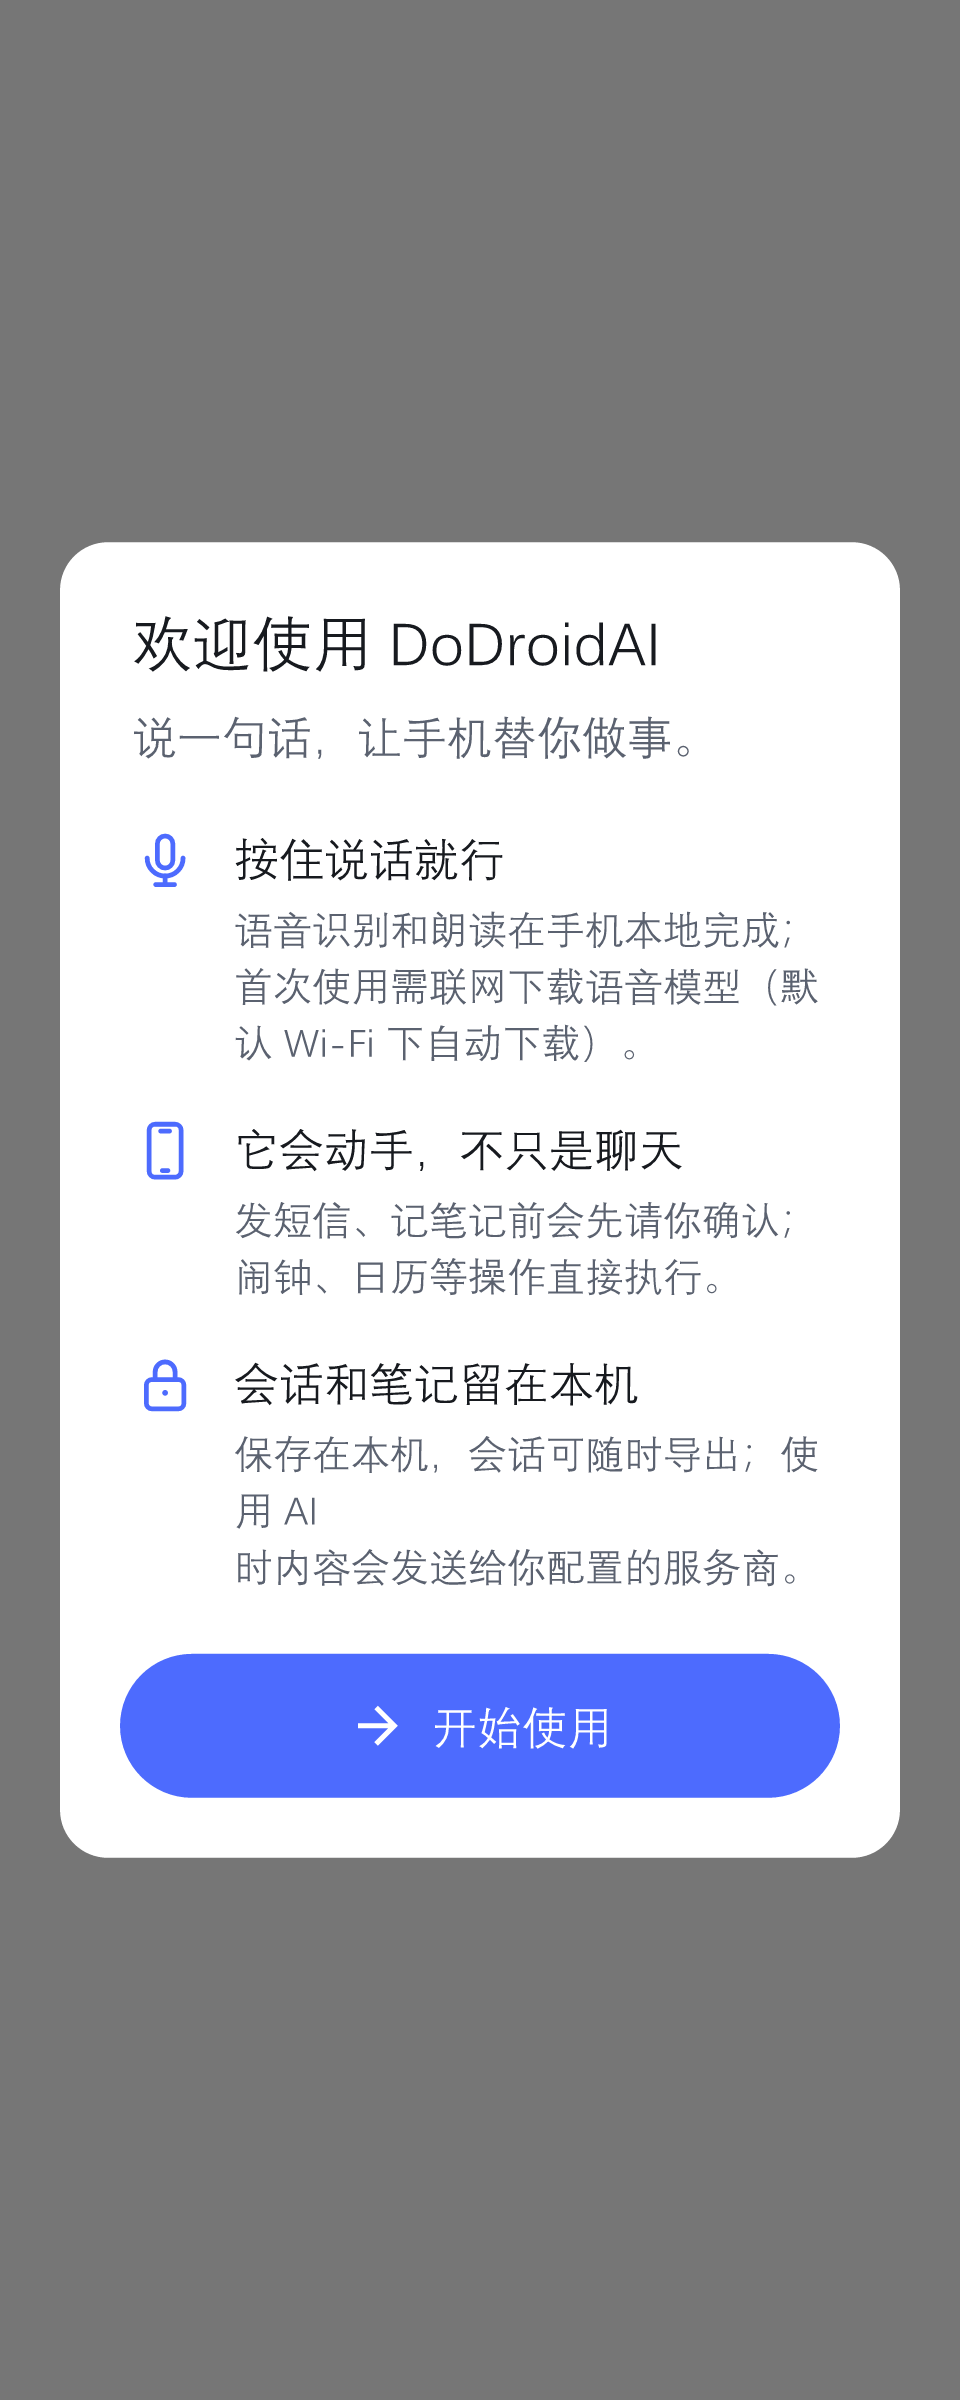 欢迎使用 DoDroidAI
说一句话，让手机替你做事。
按住说话就行
语音识别和朗读在手机本地完成；
首次使用需联网下载语音模型（默
认 Wi-Fi 下自动下载）。
它会动手，不只是聊天
发短信、记笔记前会先请你确认；
闹钟、日历等操作直接执行。
会话和笔记留在本机
保存在本机，会话可随时导出；使
用 AI
时内容会发送给你配置的服务商。
开始使用